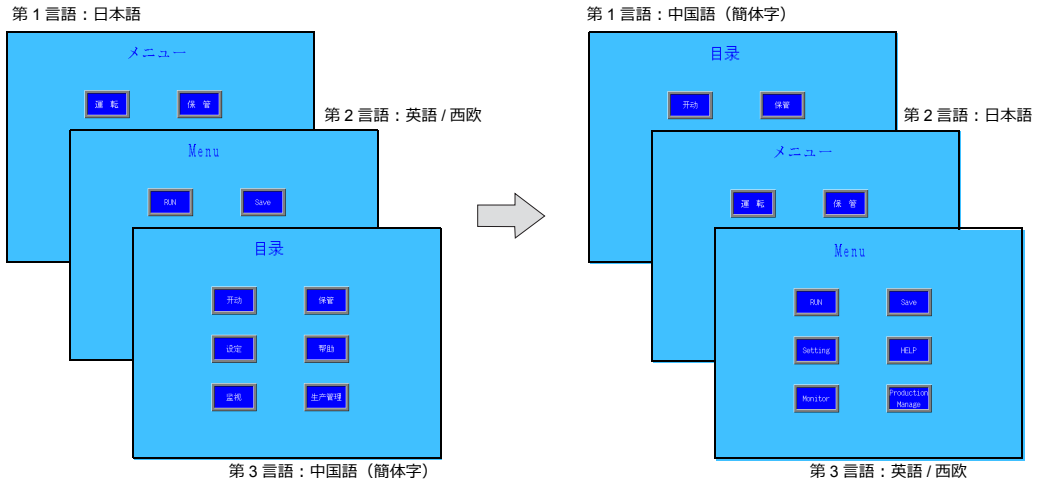 第1言語：日本語
メニュー
運 転
保 管
第2言語：英語 / 西欧
Menu
RUN
Save
目录
开动
保管
设定
帮助
监视
生产管理
第3言語：中国語（簡体字）
第1言語：中国語（簡体字）
目录
开动
保管
第2言語：日本語
メニュー
運 転
保 管
Menu
RUN
Save
Setting
HELP
Monitor
Production
Manage
第3言語：英語 / 西欧